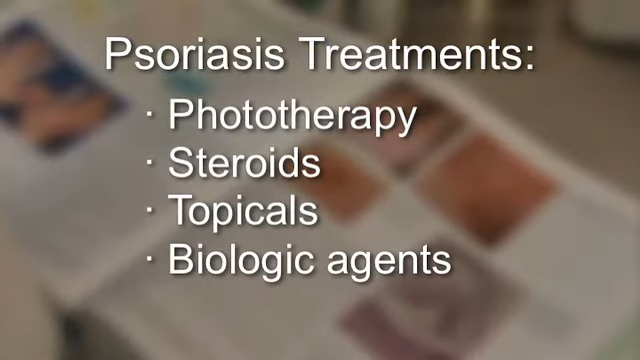 Psoriasis Treatments:
· Phototherapy
· Steroids
· Topicals
· Biologic agents